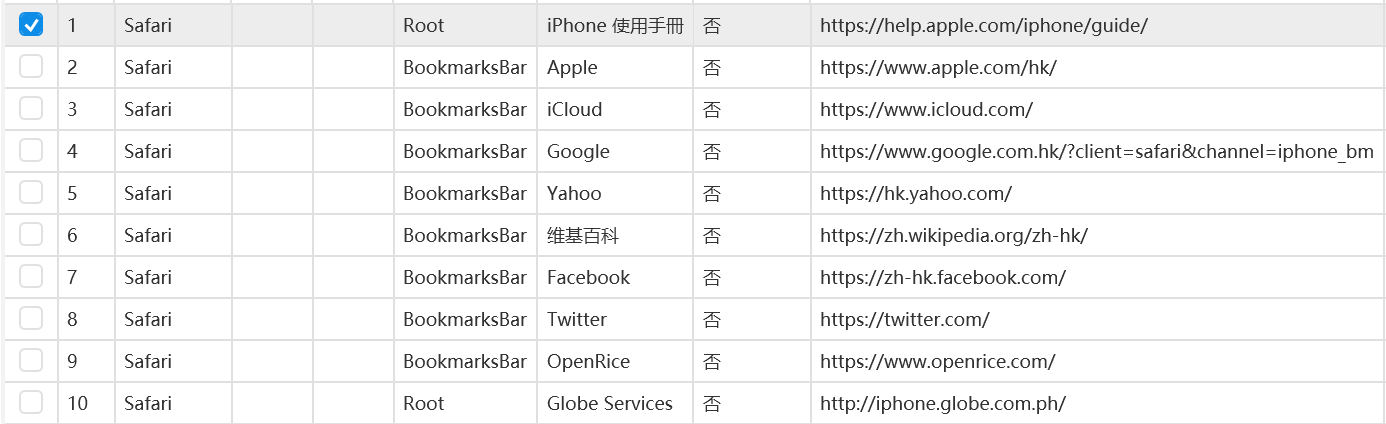 1 Safari Root iPhone 使用手冊 否 https://help.apple.com/iphone/guide/
2 Safari BookmarksBar Apple 否 https://www.apple.com/hk/
3 Safari BookmarksBar iCloud 否 https://www.icloud.com/
4 Safari BookmarksBar Google 否 https://www.google.com.hk/?client=safari&channel=iphone_bm
5 Safari BookmarksBar Yahoo 否 https://hk.yahoo.com/
6 Safari BookmarksBar 维基百科 否 https://zh.wikipedia.org/zh-hk/
7 Safari BookmarksBar Facebook 否 https://zh-hk.facebook.com/
8 Safari BookmarksBar Twitter 否 https://twitter.com/
9 Safari BookmarksBar OpenRice 否 https://www.openrice.com/
10 Safari Root Globe Services 否 http://iphone.globe.com.ph/